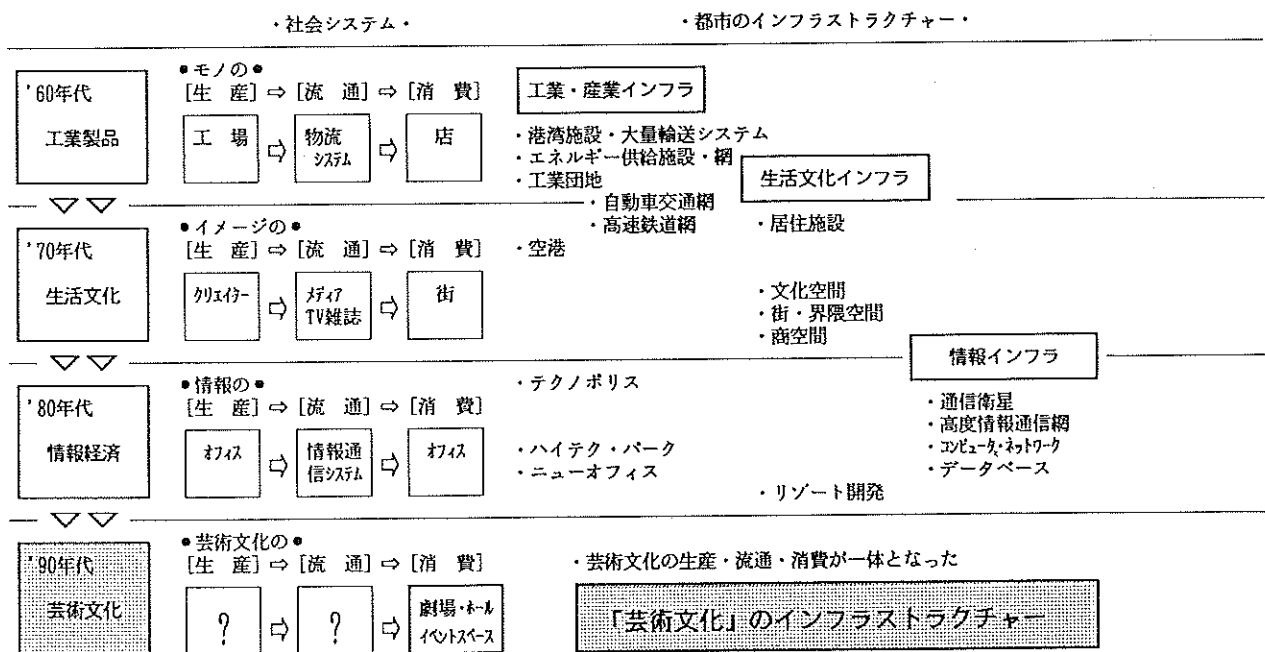 ・社会システム・
・都市のインフラストラクチャー・
'60年代
工業製品
●モノの●
[生 産]⇨[流 通]⇨[消 費]
工 場
⇨
物流
システム
⇨
店
工業・産業インフラ
・港湾施設・大量輸送システム
・エネルギー供給施設・網
・工業団地
・自動車交通網
・高速鉄道網
生活文化インフラ
'70年代
生活文化
●イメージの●
[生 産]⇨[流 通]⇨[消 費]
クリエイター
⇨
メディア
TV雑誌
⇨
街
・空港
・居住施設
・文化空間
・街・界隈空間
・商空間
情報インフラ
'80年代
情報経済
●情報の●
[生 産]⇨[流 通]⇨[消 費]
オフィス
⇨
情報通
信システム
⇨
オフィス
・テクノポリス
・ハイテク・パーク
・ニューオフィス
・リゾート開発
・通信衛星
・高度情報通信網
・コンピュータ・ネットワーク
・データベース
'90年代
芸術文化
●芸術文化の●
[生 産]⇨[流 通]⇨[消 費]
?
⇨
?
⇨
劇場・ホール
イベントスペース
・芸術文化の生産・流通・消費が一体となった
「芸術文化」のインフラストラクチャー